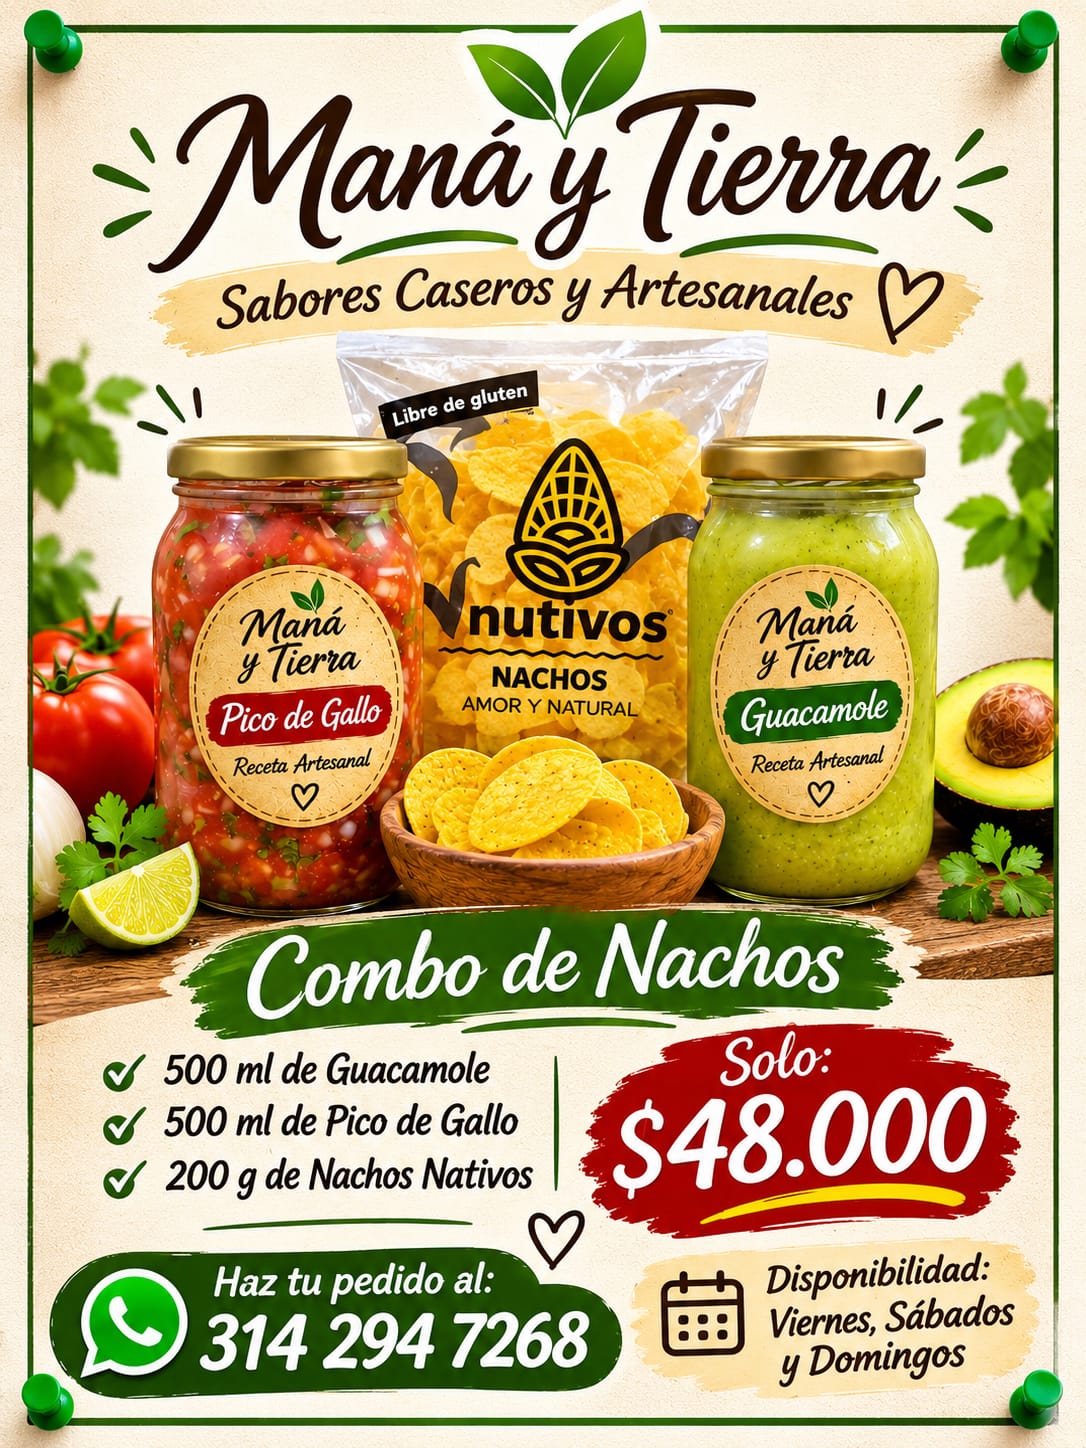 Maná y Tierra
Sabores Caseros y Artesanales
Libre de gluten
nutivos
NACHOS
AMOR Y NATURAL
Maná
y Tierra
Pico de Gallo
Receta Artesanal
Maná
y Tierra
Guacamole
Receta Artesanal
Combo de Nachos
500 ml de Guacamole
500 ml de Pico de Gallo
200 g de Nachos Nativos
Solo:
$48.000
Haz tu pedido al:
314 294 7268
Disponibilidad:
Viernes, Sábados
y Domingos